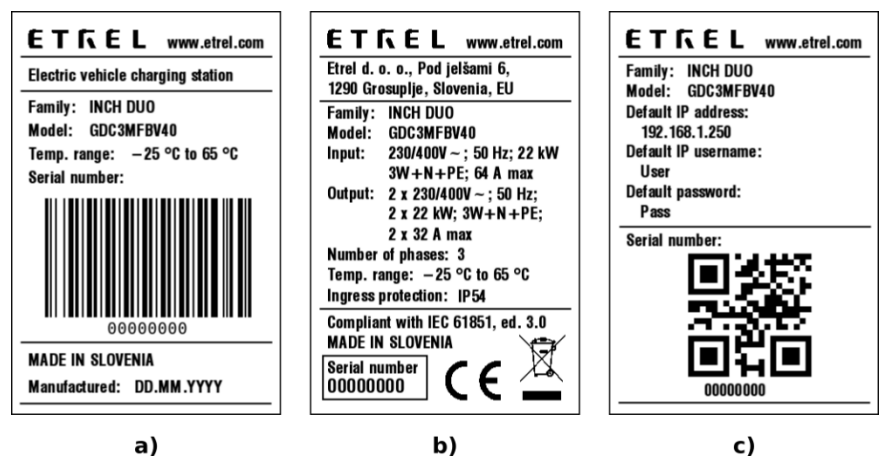 ETREL www.etrel.com
Electric vehicle charging station
Family: INCH DUO
Model: GDC3MFBV40
Temp. range: −25 °C to 65 °C
Serial number:
00000000
MADE IN SLOVENIA
Manufactured: DD.MM.YYYY
a)
ETREL www.etrel.com
Etrel d. o. o., Pod jelšami 6,
1290 Grosuplje, Slovenia, EU
Family: INCH DUO
Model: GDC3MFBV40
Input: 230/400V ~ ; 50 Hz; 22 kW
3W+N+PE; 64 A max
Output: 2 x 230/400V ~ ; 50 Hz;
2 x 22 kW; 3W+N+PE;
2 x 32 A max
Number of phases: 3
Temp. range: −25 °C to 65 °C
Ingress protection: IP54
Compliant with IEC 61851, ed. 3.0
MADE IN SLOVENIA
Serial number
00000000
CE
b)
ETREL www.etrel.com
Family: INCH DUO
Model: GDC3MFBV40
Default IP address:
192.168.1.250
Default IP username:
User
Default password:
Pass
Serial number:
00000000
c)